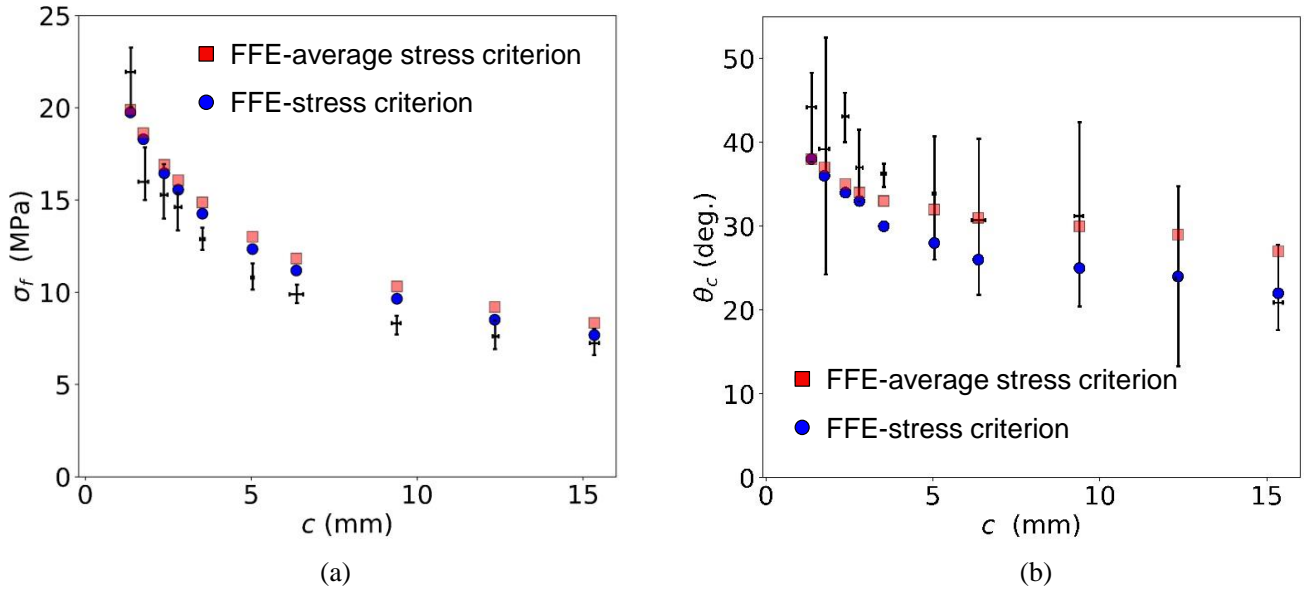 25
20
15
10
5
0
0 5 10 15
σf (MPa)
c (mm)
FFE-average stress criterion
FFE-stress criterion
(a)
50
40
30
20
10
0
0 5 10 15
θc (deg.)
c (mm)
FFE-average stress criterion
FFE-stress criterion
(b)